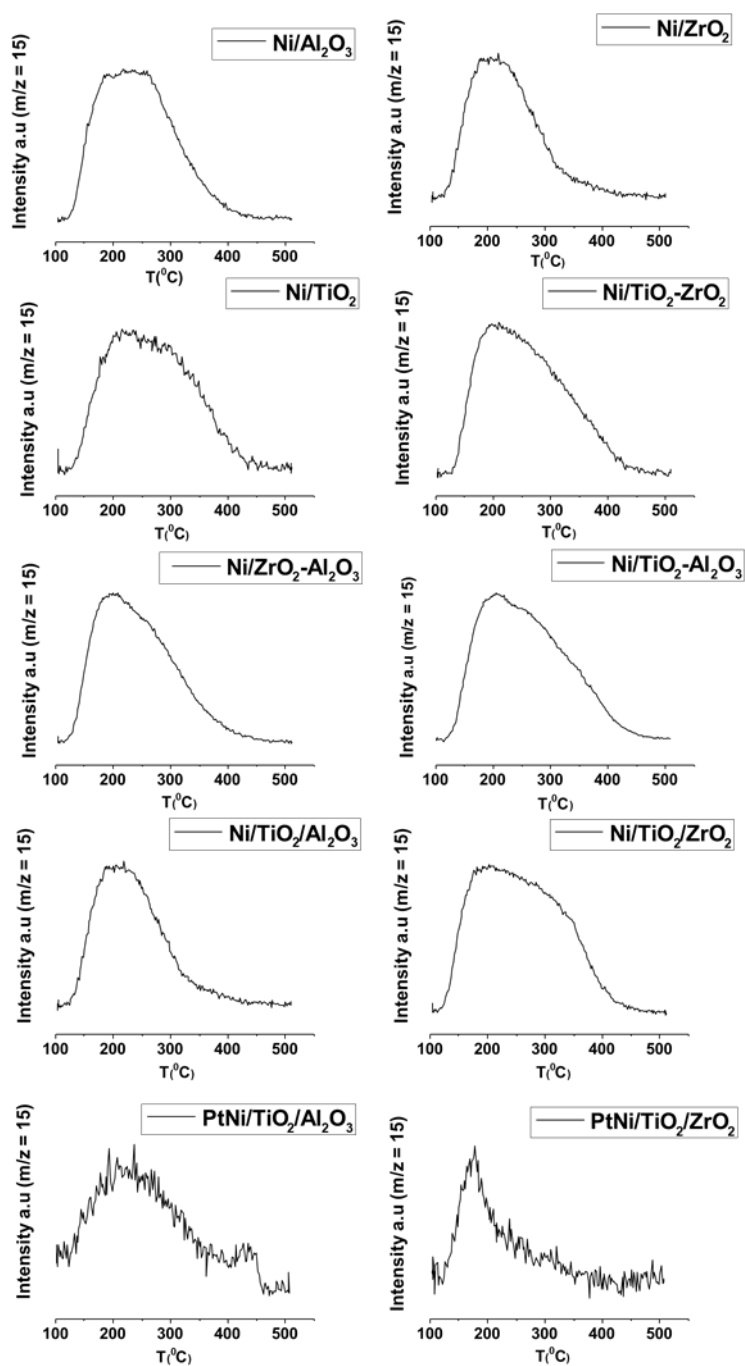 Ni/Al₂O₃
Intensity a.u (m/z = 15)
100 200 300 400 500
T(⁰C)
Ni/ZrO₂
Intensity a.u (m/z = 15)
100 200 300 400 500
T(⁰C)
Ni/TiO₂
Intensity a.u (m/z = 15)
100 200 300 400 500
T(⁰C)
Ni/TiO₂-ZrO₂
Intensity a.u (m/z = 15)
100 200 300 400 500
T(⁰C)
Ni/ZrO₂-Al₂O₃
Intensity a.u (m/z = 15)
100 200 300 400 500
T(⁰C)
Ni/TiO₂-Al₂O₃
Intensity a.u (m/z = 15)
100 200 300 400 500
T(⁰C)
Ni/TiO₂/Al₂O₃
Intensity a.u (m/z = 15)
100 200 300 400 500
T(⁰C)
Ni/TiO₂/ZrO₂
Intensity a.u (m/z = 15)
100 200 300 400 500
T(⁰C)
PtNi/TiO₂/Al₂O₃
Intensity a.u (m/z = 15)
100 200 300 400 500
T(⁰C)
PtNi/TiO₂/ZrO₂
Intensity a.u (m/z = 15)
100 200 300 400 500
T(⁰C)